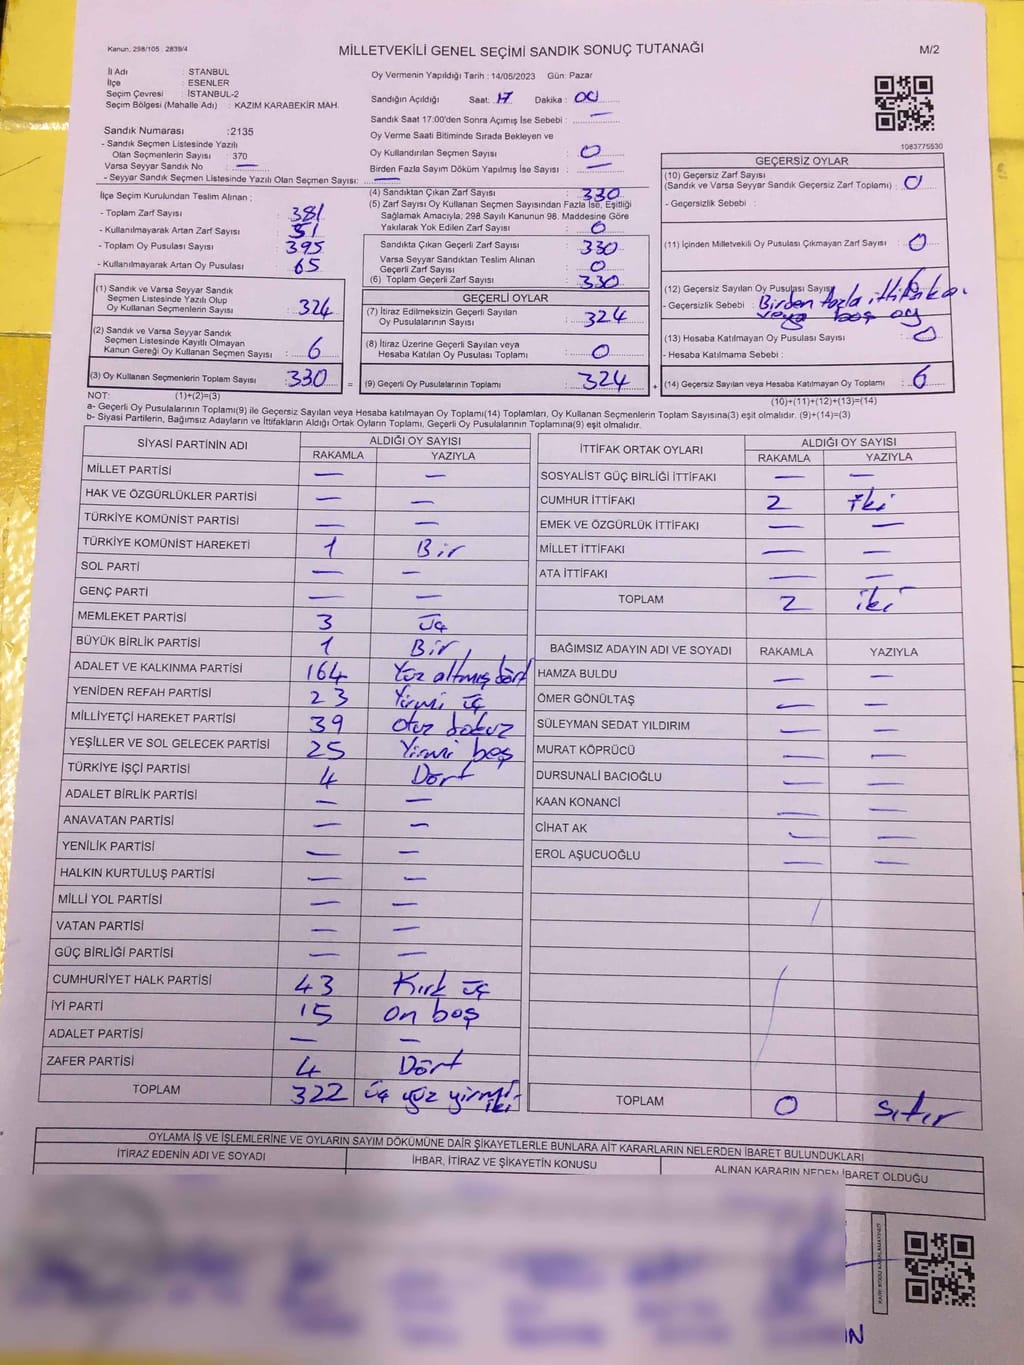 Kanun, 298/105 2839/4
MİLLETVEKİLİ GENEL SEÇİMİ SANDIK SONUÇ TUTANAĞI
M/2
İl Adı : STANBUL
İlçe : ESENLER
Seçim Çevresi : İSTANBUL-2
Seçim Bölgesi (Mahalle Adı) : KAZIM KARABEKİR MAH.
Sandık Numarası :2135
- Sandık Seçmen Listesinde Yazılı
Olan Seçmenlerin Sayısı : 370
Varsa Seyyar Sandık No : —
- Seyyar Sandık Seçmen Listesinde Yazılı Olan Seçmen Sayısı: —
Oy Vermenin Yapıldığı Tarih : 14/05/2023 Gün: Pazar
Sandığın Açıldığı Saat: 17 Dakika : 00
Sandık Saat 17:00'den Sonra Açımış İse Sebebi : —
Oy Verme Saati Bitiminde Sırada Bekleyen ve
Oy Kullandırılan Seçmen Sayısı : 0
Birden Fazla Sayım Döküm Yapılmış İse Sayısı : —
1083775530
İlçe Seçim Kurulundan Teslim Alınan ;
- Toplam Zarf Sayısı : 381
- Kullanılmayarak Artan Zarf Sayısı : 51
- Toplam Oy Pusulası Sayısı : 395
- Kullanılmayarak Artan Oy Pusulası : 65
(1) Sandık ve Varsa Seyyar Sandık
Seçmen Listesinde Yazılı Olup
Oy Kullanan Seçmenlerin Sayısı : 324
(2) Sandık ve Varsa Seyyar Sandık
Seçmen Listesinde Kayıtlı Olmayan
Kanun Gereği Oy Kullanan Seçmen Sayısı : 6
(3) Oy Kullanan Seçmenlerin Toplam Sayısı : 330
(4) Sandıktan Çıkan Zarf Sayısı : 330
(5) Zarf Sayısı Oy Kullanan Seçmen Sayısından Fazla İse, Eşitliği
Sağlamak Amacıyla, 298 Sayılı Kanunun 98. Maddesine Göre
Yakılarak Yok Edilen Zarf Sayısı : 0
Sandıkta Çıkan Geçerli Zarf Sayısı : 330
Varsa Seyyar Sandıktan Teslim Alınan
Geçerli Zarf Sayısı : 0
(6) Toplam Geçerli Zarf Sayısı : 330
GEÇERLİ OYLAR
(7) İtiraz Edilmeksizin Geçerli Sayılan
Oy Pusulalarının Sayısı : 324
(8) İtiraz Üzerine Geçerli Sayılan veya
Hesaba Katılan Oy Pusulası Toplamı : 0
= (9) Geçerli Oy Pusulalarının Toplamı : 324 +
GEÇERSİZ OYLAR
(10) Geçersiz Zarf Sayısı
(Sandık ve Varsa Seyyar Sandık Geçersiz Zarf Toplamı) : 0
- Geçersizlik Sebebi :
(11) İçinden Milletvekili Oy Pusulası Çıkmayan Zarf Sayısı : 0
(12) Geçersiz Sayılan Oy Pusulası Sayısı
- Geçersizlik Sebebi : Birden fazla ittifaka
veya boş oy
(13) Hesaba Katılmayan Oy Pusulası Sayısı : 0
- Hesaba Katılmama Sebebi :
(14) Geçersiz Sayılan veya Hesaba Katılmayan Oy Toplamı : 6
NOT: (1)+(2)=(3)
(10)+(11)+(12)+(13)=(14)
a- Geçerli Oy Pusulalarının Toplamı(9) ile Geçersiz Sayılan veya Hesaba katılmayan Oy Toplamı(14) Toplamları, Oy Kullanan Seçmenlerin Toplam Sayısına(3) eşit olmalıdır. (9)+(14)=(3)
b- Siyasi Partilerin, Bağımsız Adayların ve İttifakların Aldığı Ortak Oyların Toplamı, Geçerli Oy Pusulalarının Toplamına(9) eşit olmalıdır.
SİYASİ PARTİNİN ADI ALDIĞI OY SAYISI
RAKAMLA YAZIYLA
MİLLET PARTİSİ — —
HAK VE ÖZGÜRLÜKLER PARTİSİ — —
TÜRKİYE KOMÜNİST PARTİSİ — —
TÜRKİYE KOMÜNİST HAREKETİ 1 Bir
SOL PARTİ — —
GENÇ PARTİ — —
MEMLEKET PARTİSİ 3 üç
BÜYÜK BİRLİK PARTİSİ 1 Bir
ADALET VE KALKINMA PARTİSİ 164 Yüz altmış dört
YENİDEN REFAH PARTİSİ 23 Yirmi üç
MİLLİYETÇİ HAREKET PARTİSİ 39 otuz dokuz
YEŞİLLER VE SOL GELECEK PARTİSİ 25 Yirmi beş
TÜRKİYE İŞÇİ PARTİSİ 4 Dört
ADALET BİRLİK PARTİSİ — —
ANAVATAN PARTİSİ — —
YENİLİK PARTİSİ — —
HALKIN KURTULUŞ PARTİSİ — —
MİLLİ YOL PARTİSİ — —
VATAN PARTİSİ — —
GÜÇ BİRLİĞİ PARTİSİ — —
CUMHURİYET HALK PARTİSİ 43 Kırk üç
İYİ PARTİ 15 on beş
ADALET PARTİSİ — —
ZAFER PARTİSİ 4 Dört
TOPLAM 322 üç yüz yirmi iki
İTTİFAK ORTAK OYLARI ALDIĞI OY SAYISI
RAKAMLA YAZIYLA
SOSYALİST GÜÇ BİRLİĞİ İTTİFAKI — —
CUMHUR İTTİFAKI 2 İki
EMEK VE ÖZGÜRLÜK İTTİFAKI — —
MİLLET İTTİFAKI — —
ATA İTTİFAKI — —
TOPLAM 2 iki
BAĞIMSIZ ADAYIN ADI VE SOYADI RAKAMLA YAZIYLA
HAMZA BULDU — —
ÖMER GÖNÜLTAŞ — —
SÜLEYMAN SEDAT YILDIRIM — —
MURAT KÖPRÜCÜ — —
DURSUNALİ BACIOĞLU — —
KAAN KONANCİ — —
CİHAT AK — —
EROL AŞUCUOĞLU — —
TOPLAM 0 sıfır
OYLAMA İŞ VE İŞLEMLERİNE VE OYLARIN SAYIM DÖKÜMÜNE DAİR ŞİKAYETLERLE BUNLARA AİT KARARLARIN NELERDEN İBARET BULUNDUKLARI
İTİRAZ EDENİN ADI VE SOYADI İHBAR, İTİRAZ VE ŞİKAYETİN KONUSU ALINAN KARARIN NEDEN İBARET OLDUĞU